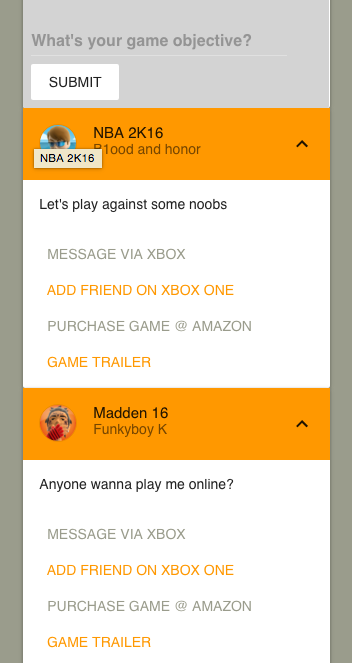 What's your game objective?
SUBMIT
NBA 2K16
B1ood and honor
NBA 2K16
Let's play against some noobs
MESSAGE VIA XBOX
ADD FRIEND ON XBOX ONE
PURCHASE GAME @ AMAZON
GAME TRAILER
Madden 16
Funkyboy K
Anyone wanna play me online?
MESSAGE VIA XBOX
ADD FRIEND ON XBOX ONE
PURCHASE GAME @ AMAZON
GAME TRAILER